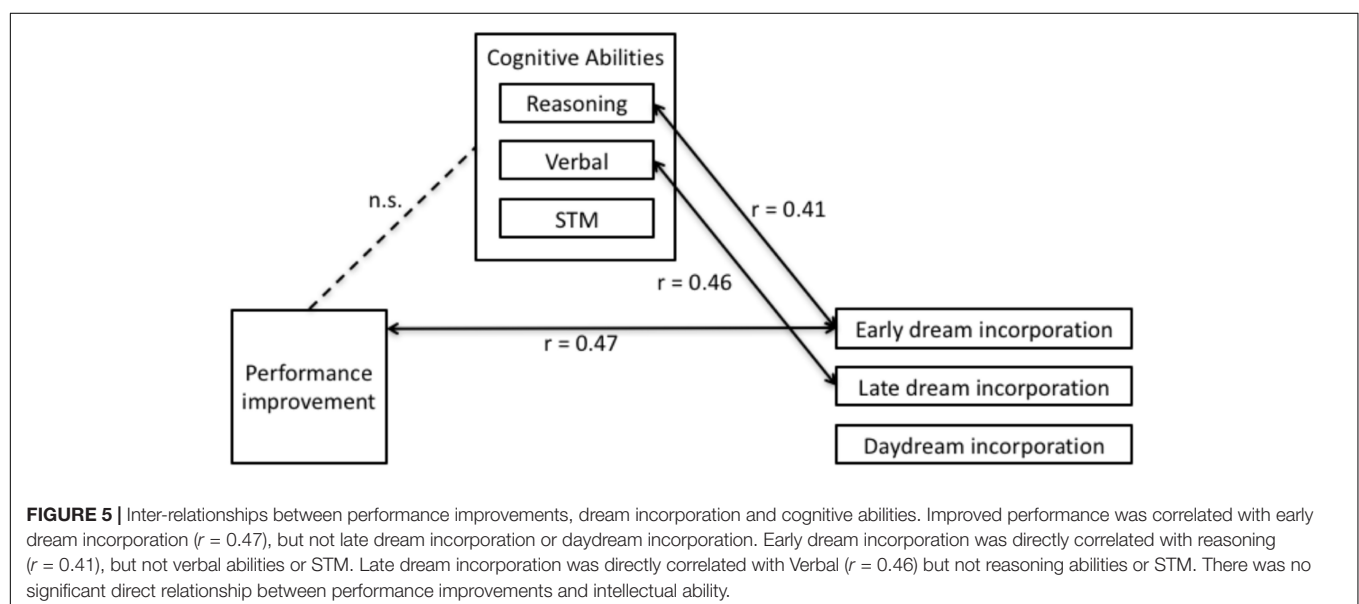 Cognitive Abilities
Reasoning
Verbal
STM
n.s.
r = 0.41
r = 0.46
r = 0.47
Performance
improvement
Early dream incorporation
Late dream incorporation
Daydream incorporation
FIGURE 5 | Inter-relationships between performance improvements, dream incorporation and cognitive abilities. Improved performance was correlated with early
dream incorporation (r = 0.47), but not late dream incorporation or daydream incorporation. Early dream incorporation was directly correlated with reasoning
(r = 0.41), but not verbal abilities or STM. Late dream incorporation was directly correlated with Verbal (r = 0.46) but not reasoning abilities or STM. There was no
significant direct relationship between performance improvements and intellectual ability.